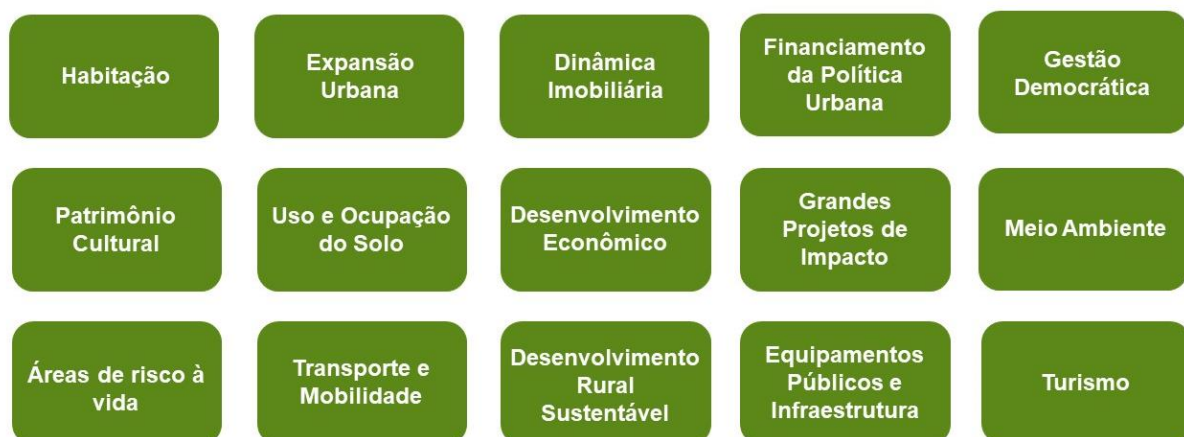 Habitação
Expansão
Urbana
Dinâmica
Imobiliária
Financiamento
da Política
Urbana
Gestão
Democrática
Patrimônio
Cultural
Uso e Ocupação
do Solo
Desenvolvimento
Econômico
Grandes
Projetos de
Impacto
Meio Ambiente
Áreas de risco à
vida
Transporte e
Mobilidade
Desenvolvimento
Rural
Sustentável
Equipamentos
Públicos e
Infraestrutura
Turismo